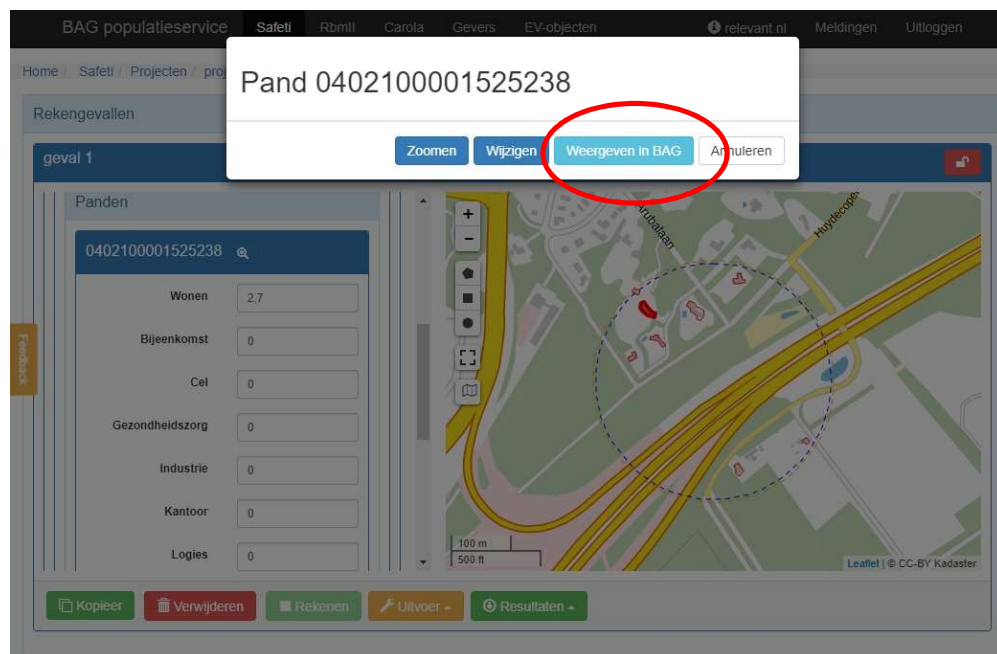 BAG populatieservice Safeti RbmII Carola Gevers EV-objecten relevant.nl Meldingen Uitloggen
Home / Safeti / Projecten / proj
Pand 0402100001525238
Zoomen Wijzigen Weergeven in BAG Annuleren
Rekengevallen
geval 1
Panden
0402100001525238
Wonen 2,7
Bijeenkomst 0
Cel 0
Gezondheidszorg 0
Industrie 0
Kantoor 0
Logies 0
Feedback
+
−
Arubalaan
Huydecoper
100 m
500 ft
Leaflet | © CC-BY Kadaster
Kopieer Verwijderen Rekenen Uitvoer Resultaten